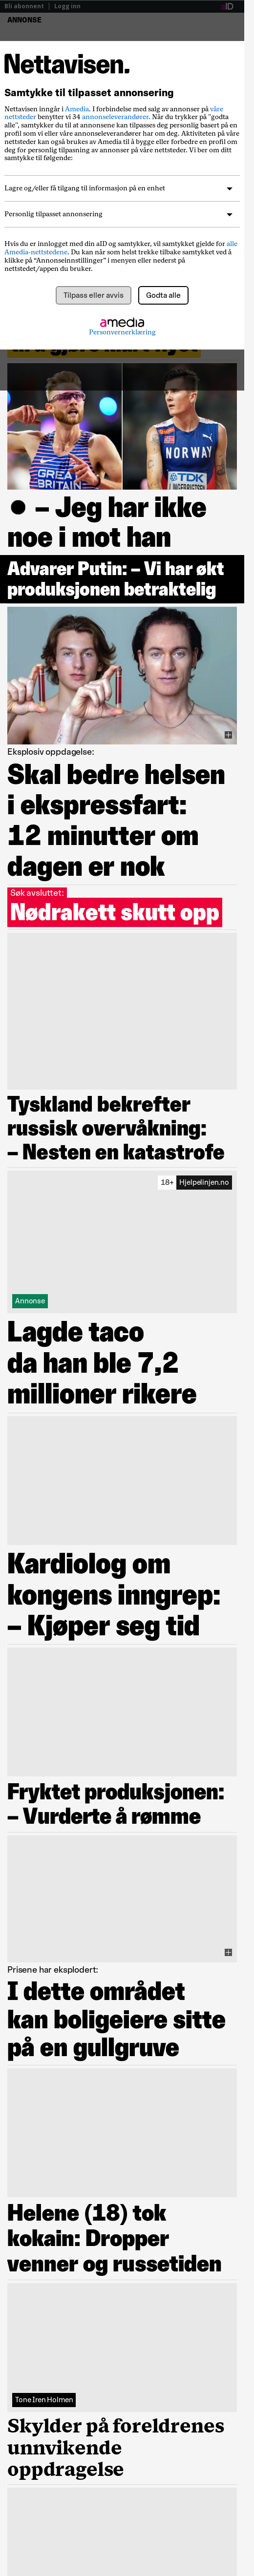 Bli abonnent | Logg inn
aID
ANNONSE
Nettavisen.
Samtykke til tilpasset annonsering
Nettavisen inngår i Amedia. I forbindelse med salg av annonser på våre
nettsteder benytter vi 34 annonseleverandører. Når du trykker på "godta
alle", samtykker du til at annonsene kan tilpasses deg personlig basert på en
profil som vi eller våre annonseleverandører har om deg. Aktiviteten på våre
nettsteder kan også brukes av Amedia til å bygge eller forbedre en profil om
deg for personlig tilpasning av annonser på våre nettsteder. Vi ber om ditt
samtykke til følgende:
Lagre og/eller få tilgang til informasjon på en enhet
Personlig tilpasset annonsering
Hvis du er innlogget med din aID og samtykker, vil samtykket gjelde for alle
Amedia-nettstedene. Du kan når som helst trekke tilbake samtykket ved å
klikke på “Annonseinnstillinger” i menyen eller nederst på
nettstedet/appen du bruker.
Tilpass eller avvis
Godta alle
amedia
Personvernerklæring
GREAT
BRITAIN
NORWAY
TDK
INGEBRIGTSEN
● – Jeg har ikke
noe i mot han
Advarer Putin: – Vi har økt
produksjonen betraktelig
Eksplosiv oppdagelse:
Skal bedre helsen
i ekspressfart:
12 minutter om
dagen er nok
Søk avsluttet:
Nødrakett skutt opp
Tyskland bekrefter
russisk overvåkning:
– Nesten en katastrofe
18+ Hjelpelinjen.no
Annonse
Lagde taco
da han ble 7,2
millioner rikere
Kardiolog om
kongens inngrep:
– Kjøper seg tid
Fryktet produksjonen:
– Vurderte å rømme
Prisene har eksplodert:
I dette området
kan boligeiere sitte
på en gullgruve
Helene (18) tok
kokain: Dropper
venner og russetiden
Tone Iren Holmen
Skylder på foreldrenes
unnvikende
oppdragelse